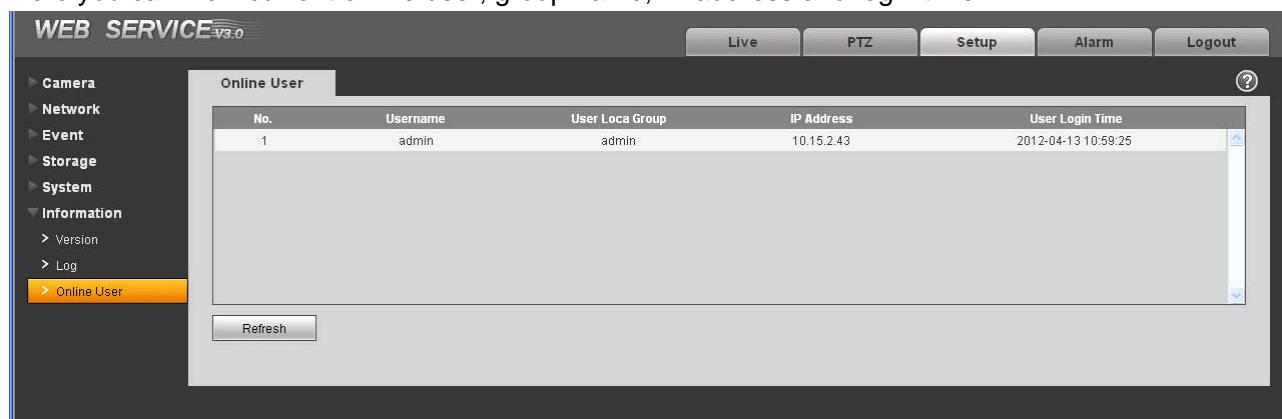 WEB SERVICE V3.0
Live PTZ Setup Alarm Logout
Camera
Network
Event
Storage
System
Information
> Version
> Log
> Online User
Online User
No. Username User Loca Group IP Address User Login Time
1 admin admin 10.15.2.43 2012-04-13 10:59:25
Refresh